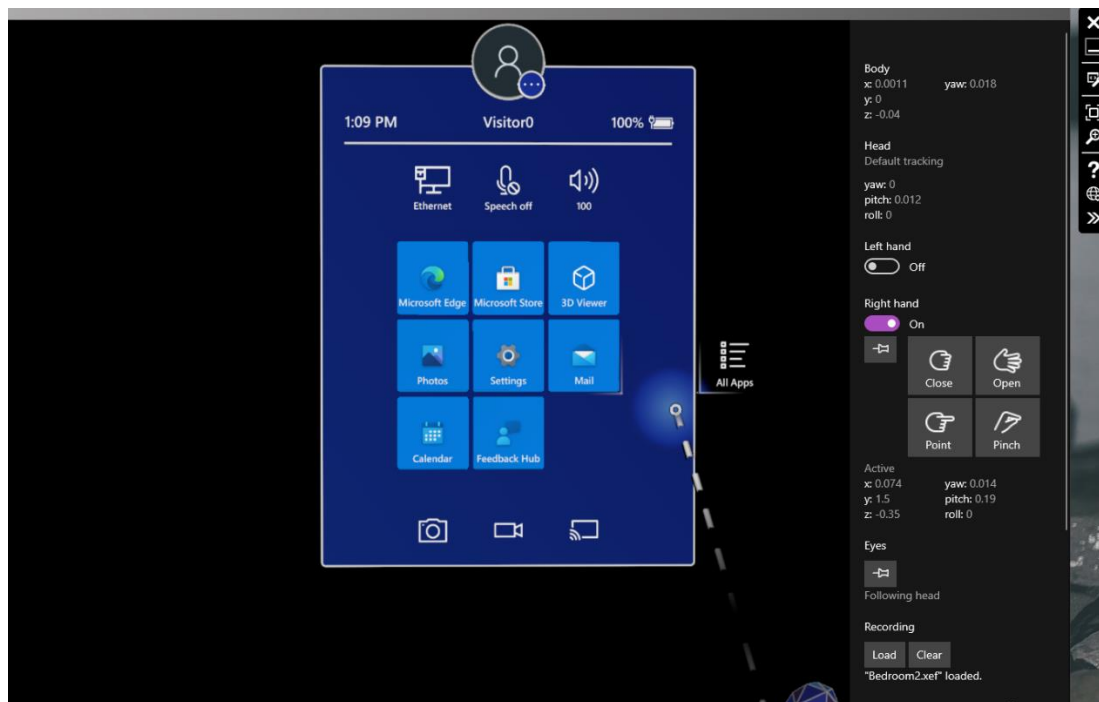 1:09 PM Visitor0 100%
Ethernet Speech off 100
Microsoft Edge Microsoft Store 3D Viewer
Photos Settings Mail
Calendar Feedback Hub
All Apps
Body
x: 0.0011 yaw: 0.018
y: 0
z: -0.04
Head
Default tracking
yaw: 0
pitch: 0.012
roll: 0
Left hand
Off
Right hand
On
Close Open
Point Pinch
Active
x: 0.074 yaw: 0.014
y: 1.5 pitch: 0.19
z: -0.35 roll: 0
Eyes
Following head
Recording
Load Clear
"Bedroom2.xef" loaded.